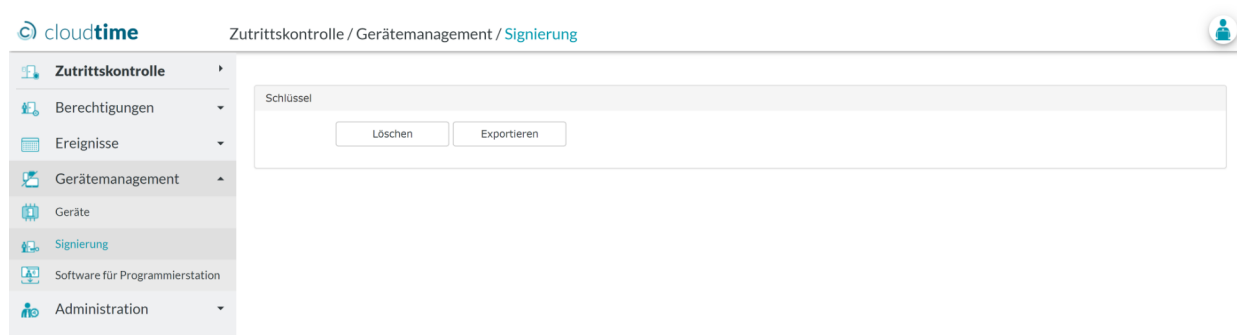 cloudtime
Zutrittskontrolle / Gerätemanagement / Signierung
Zutrittskontrolle
Berechtigungen
Ereignisse
Gerätemanagement
Geräte
Signierung
Software für Programmierstation
Administration
Schlüssel
Löschen Exportieren